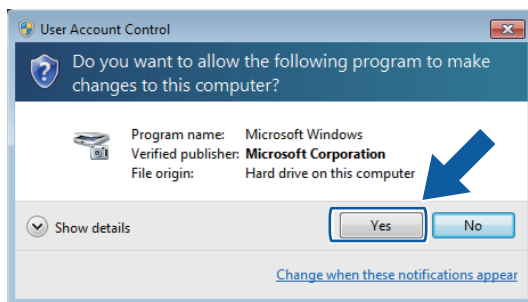 User Account Control
Do you want to allow the following program to make
changes to this computer?
Program name: Microsoft Windows
Verified publisher: Microsoft Corporation
File origin: Hard drive on this computer
Show details
Yes
No
Change when these notifications appear